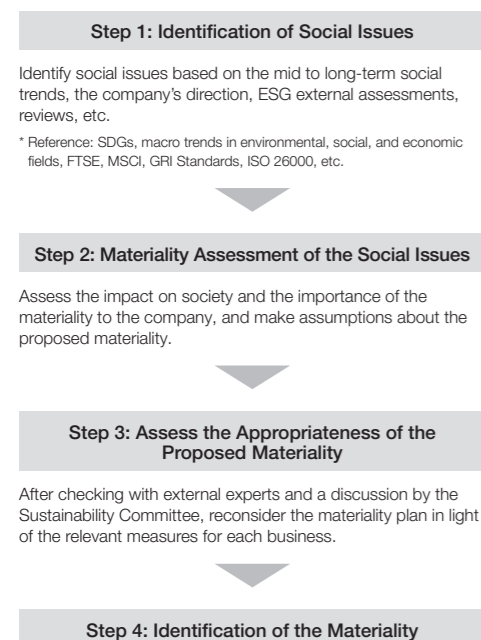 Step 1: Identification of Social Issues
Identify social issues based on the mid to long-term social
trends, the company's direction, ESG external assessments,
reviews, etc.
* Reference: SDGs, macro trends in environmental, social, and economic
fields, FTSE, MSCI, GRI Standards, ISO 26000, etc.
Step 2: Materiality Assessment of the Social Issues
Assess the impact on society and the importance of the
materiality to the company, and make assumptions about the
proposed materiality.
Step 3: Assess the Appropriateness of the
Proposed Materiality
After checking with external experts and a discussion by the
Sustainability Committee, reconsider the materiality plan in light
of the relevant measures for each business.
Step 4: Identification of the Materiality